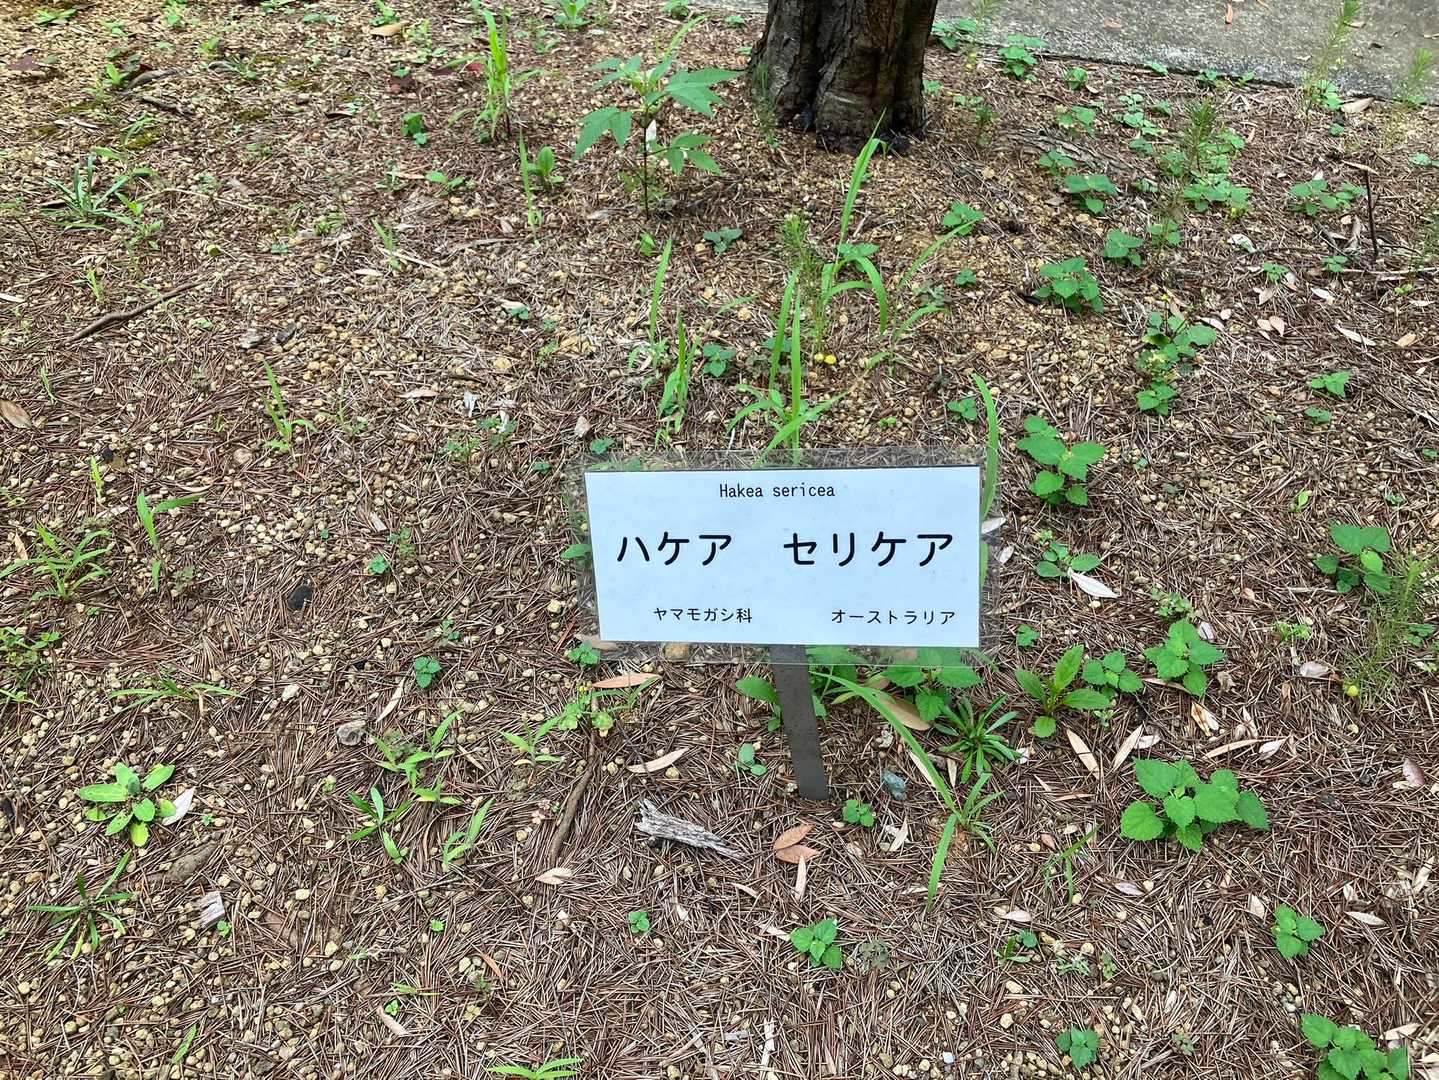 Hakea sericea
ハケア　セリケア
ヤマモガシ科　オーストラリア